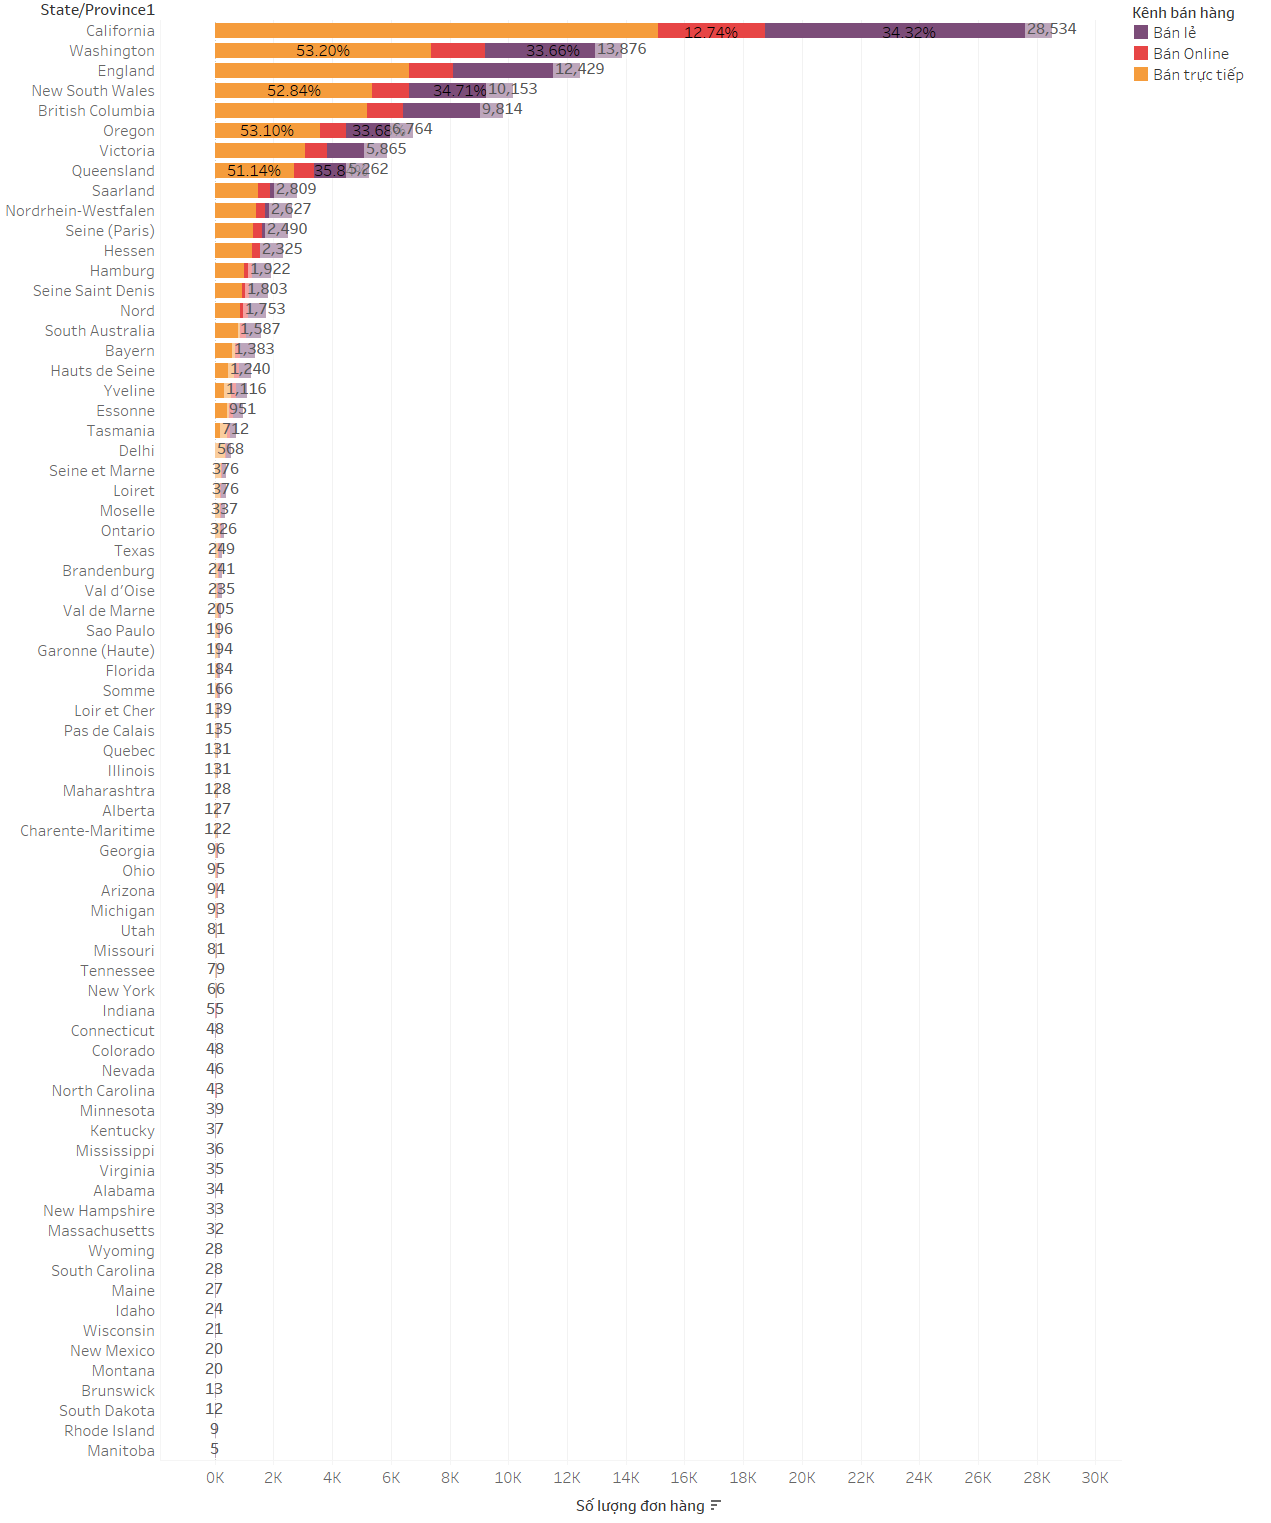 State/Province1
Kênh bán hàng
Bán lẻ
Bán Online
Bán trực tiếp
California 12.74% 34.32% 28,534
Washington 53.20% 33.66% 13,876
England 12,429
New South Wales 52.84% 34.71% 10,153
British Columbia 9,814
Oregon 53.10% 33.68 6,764
Victoria 5,865
Queensland 51.14% 35.8 5,262
Saarland 2,809
Nordrhein-Westfalen 2,627
Seine (Paris) 2,490
Hessen 2,325
Hamburg 1,922
Seine Saint Denis 1,803
Nord 1,753
South Australia 1,587
Bayern 1,383
Hauts de Seine 1,240
Yveline 1,116
Essonne 951
Tasmania 712
Delhi 568
Seine et Marne 376
Loiret 376
Moselle 337
Ontario 326
Texas 249
Brandenburg 241
Val d'Oise 235
Val de Marne 205
Sao Paulo 196
Garonne (Haute) 194
Florida 184
Somme 166
Loir et Cher 139
Pas de Calais 135
Quebec 131
Illinois 131
Maharashtra 128
Alberta 127
Charente-Maritime 122
Georgia 96
Ohio 95
Arizona 94
Michigan 93
Utah 81
Missouri 81
Tennessee 79
New York 66
Indiana 55
Connecticut 48
Colorado 48
Nevada 46
North Carolina 43
Minnesota 39
Kentucky 37
Mississippi 36
Virginia 35
Alabama 34
New Hampshire 33
Massachusetts 32
Wyoming 28
South Carolina 28
Maine 27
Idaho 24
Wisconsin 21
New Mexico 20
Montana 20
Brunswick 13
South Dakota 12
Rhode Island 9
Manitoba 5
0K 2K 4K 6K 8K 10K 12K 14K 16K 18K 20K 22K 24K 26K 28K 30K
Số lượng đơn hàng